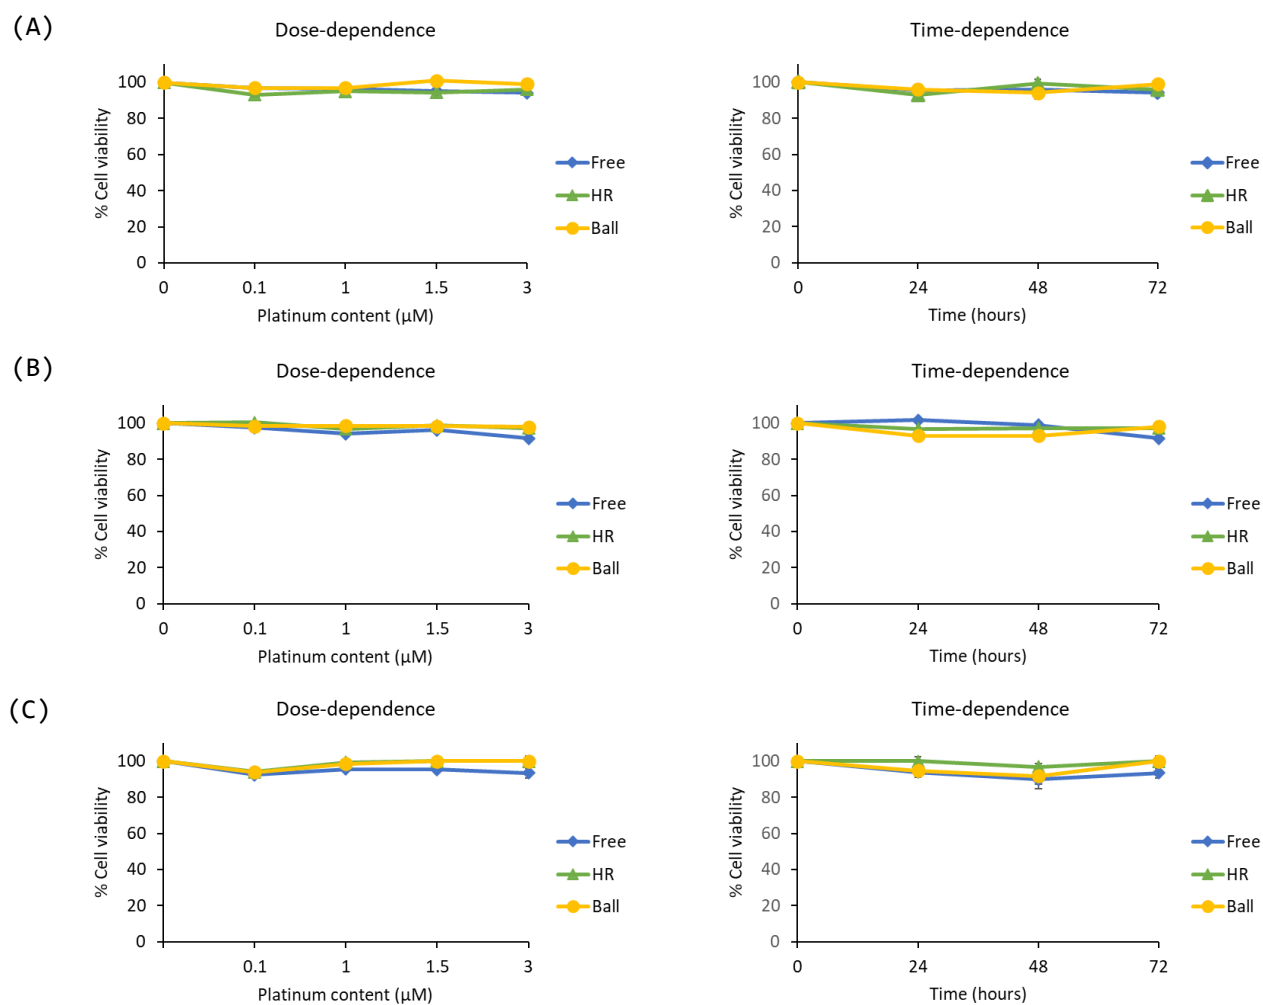 (A)
Dose-dependence
100
80
60
40
20
0
% Cell viability
0 0.1 1 1.5 3
Platinum content (μM)
Free
HR
Ball
Time-dependence
100
80
60
40
20
0
% Cell viability
0 24 48 72
Time (hours)
Free
HR
Ball
(B)
Dose-dependence
100
80
60
40
20
0
% Cell viability
0 0.1 1 1.5 3
Platinum content (μM)
Free
HR
Ball
Time-dependence
100
80
60
40
20
0
% Cell viability
0 24 48 72
Time (hours)
Free
HR
Ball
(C)
Dose-dependence
100
80
60
40
20
0
% Cell viability
0.1 1 1.5 3
Platinum content (μM)
Free
HR
Ball
Time-dependence
100
80
60
40
20
0
% Cell viability
0 24 48 72
Time (hours)
Free
HR
Ball